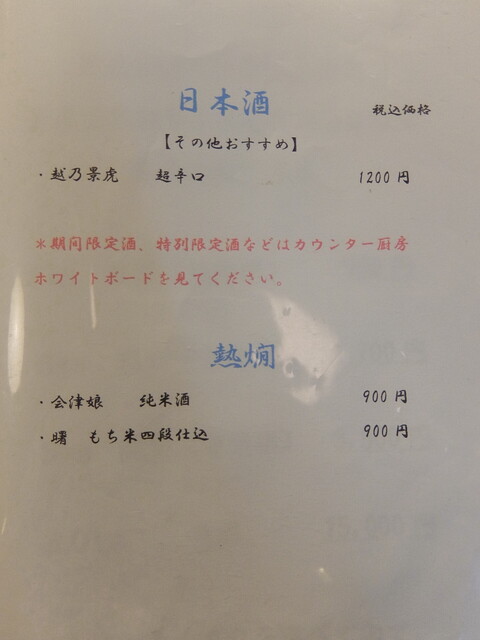 日本酒
税込価格
【その他おすすめ】
・越乃景虎 超辛口 1200円
＊期間限定酒、特別限定酒などはカウンター厨房
ホワイトボードを見てください。
熱燗
・会津娘 純米酒 900円
・曙 もち米四段仕込 900円